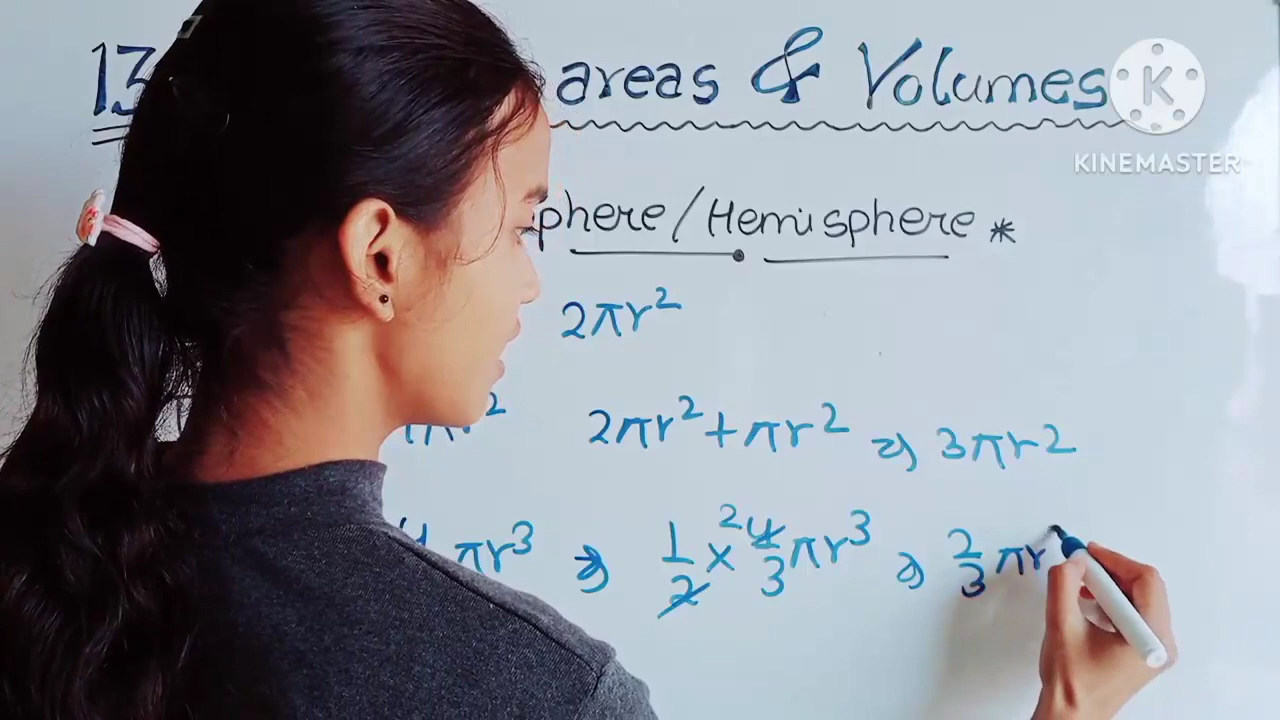 13 areas & Volumes
K
KINEMASTER
phere / Hemisphere *
2πr²
πr² 2πr² + πr² ⇒ 3πr²
πr³ ⇒ 1/2 × ² 4/3 πr³ ⇒ 2/3 πr